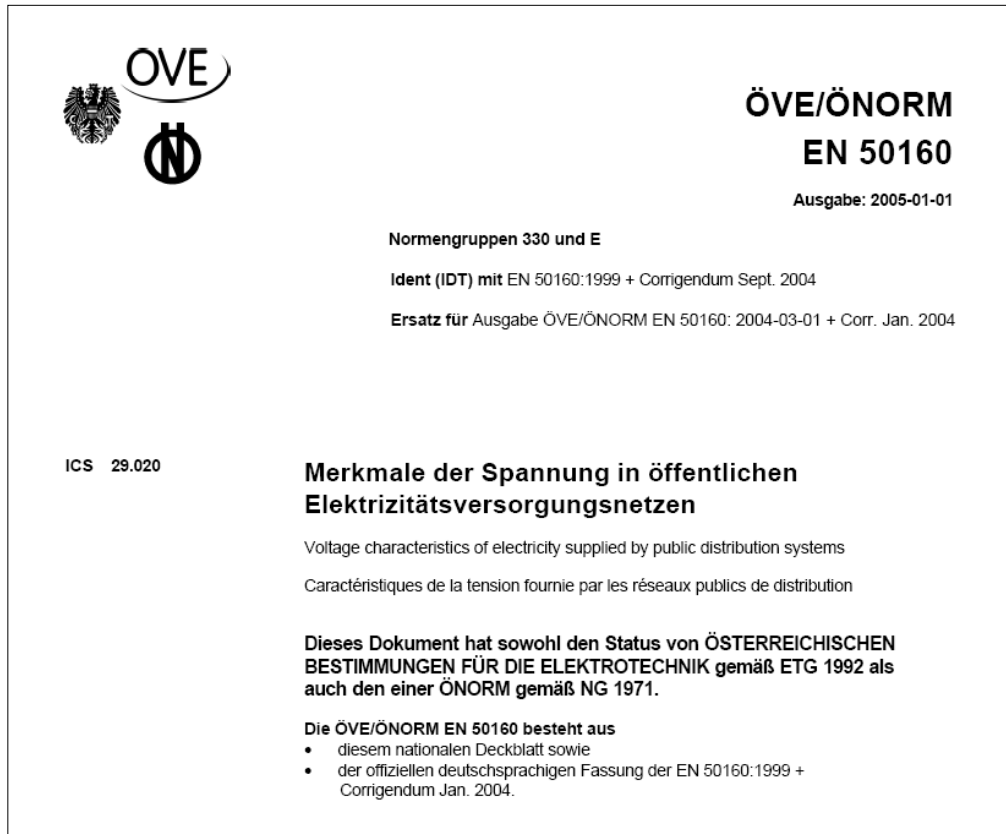 ÖVE
ÖVE/ÖNORM
EN 50160
Ausgabe: 2005-01-01
Normengruppen 330 und E
Ident (IDT) mit EN 50160:1999 + Corrigendum Sept. 2004
Ersatz für Ausgabe ÖVE/ÖNORM EN 50160: 2004-03-01 + Corr. Jan. 2004
ICS 29.020
Merkmale der Spannung in öffentlichen
Elektrizitätsversorgungsnetzen
Voltage characteristics of electricity supplied by public distribution systems
Caractéristiques de la tension fournie par les réseaux publics de distribution
Dieses Dokument hat sowohl den Status von ÖSTERREICHISCHEN
BESTIMMUNGEN FÜR DIE ELEKTROTECHNIK gemäß ETG 1992 als
auch den einer ÖNORM gemäß NG 1971.
Die ÖVE/ÖNORM EN 50160 besteht aus
• diesem nationalen Deckblatt sowie
• der offiziellen deutschsprachigen Fassung der EN 50160:1999 +
Corrigendum Jan. 2004.